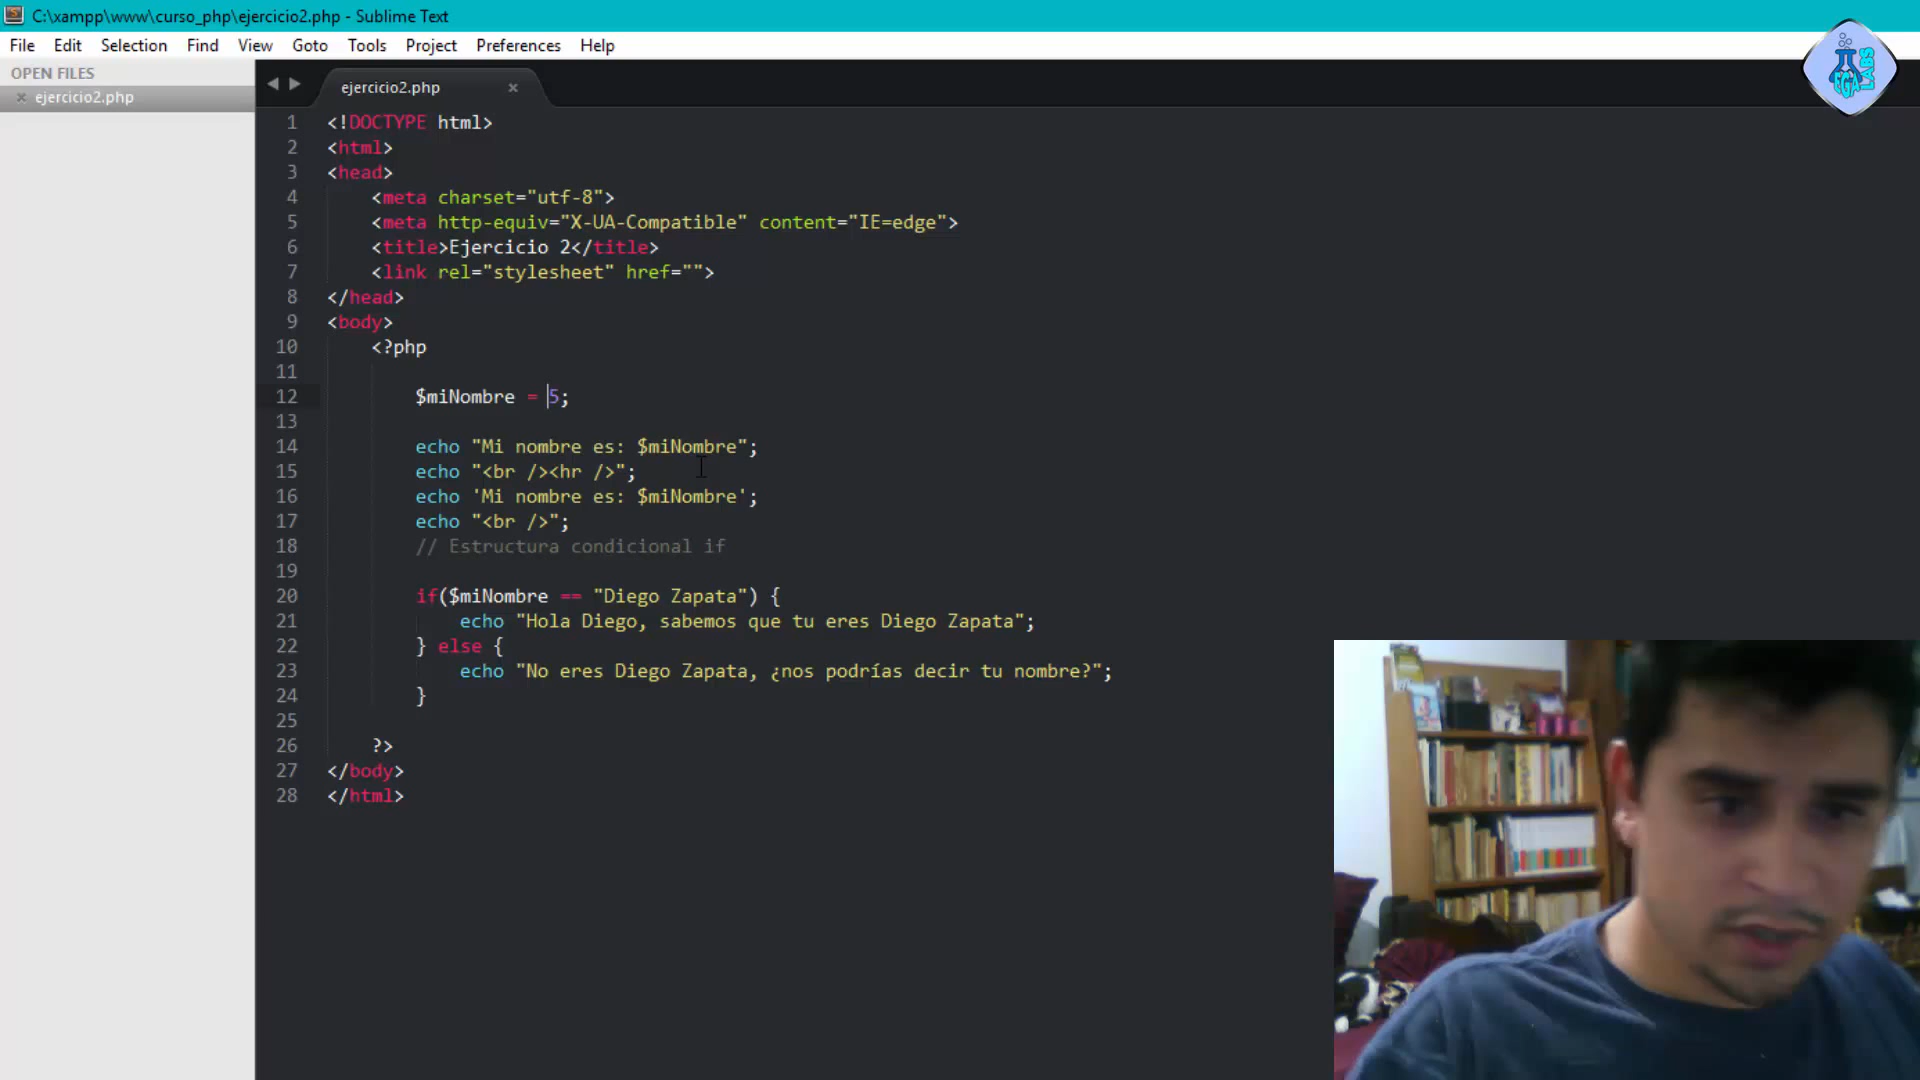 C:\xampp\www\curso_php\ejercicio2.php - Sublime Text
File Edit Selection Find View Goto Tools Project Preferences Help
OPEN FILES
ejercicio2.php
ejercicio2.php
1 <!DOCTYPE html>
2 <html>
3 <head>
4 <meta charset="utf-8">
5 <meta http-equiv="X-UA-Compatible" content="IE=edge">
6 <title>Ejercicio 2</title>
7 <link rel="stylesheet" href="">
8 </head>
9 <body>
10 <?php
11
12 $miNombre = 5;
13
14 echo "Mi nombre es: $miNombre";
15 echo "<br /><hr />";
16 echo 'Mi nombre es: $miNombre';
17 echo "<br />";
18 // Estructura condicional if
19
20 if($miNombre == "Diego Zapata") {
21 echo "Hola Diego, sabemos que tu eres Diego Zapata";
22 } else {
23 echo "No eres Diego Zapata, ¿nos podrías decir tu nombre?";
24 }
25
26 ?>
27 </body>
28 </html>
EGA LABS